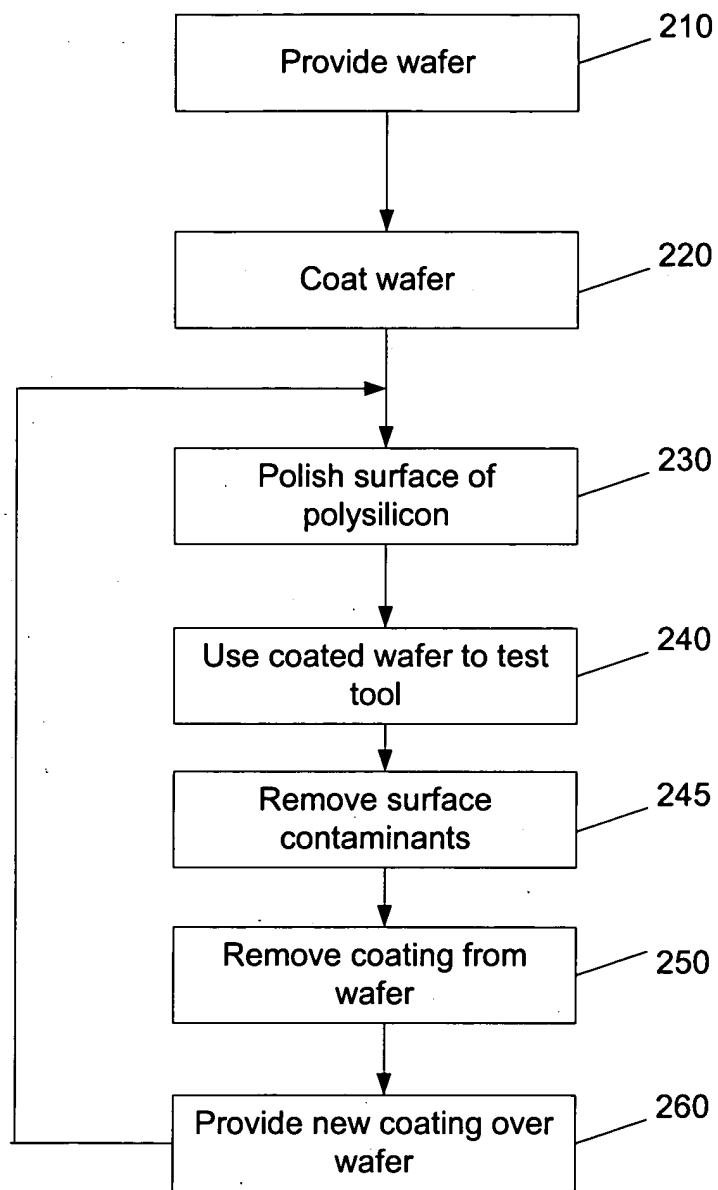 210
Provide wafer
220
Coat wafer
230
Polish surface of
polysilicon
240
Use coated wafer to test
tool
245
Remove surface
contaminants
250
Remove coating from
wafer
260
Provide new coating over
wafer